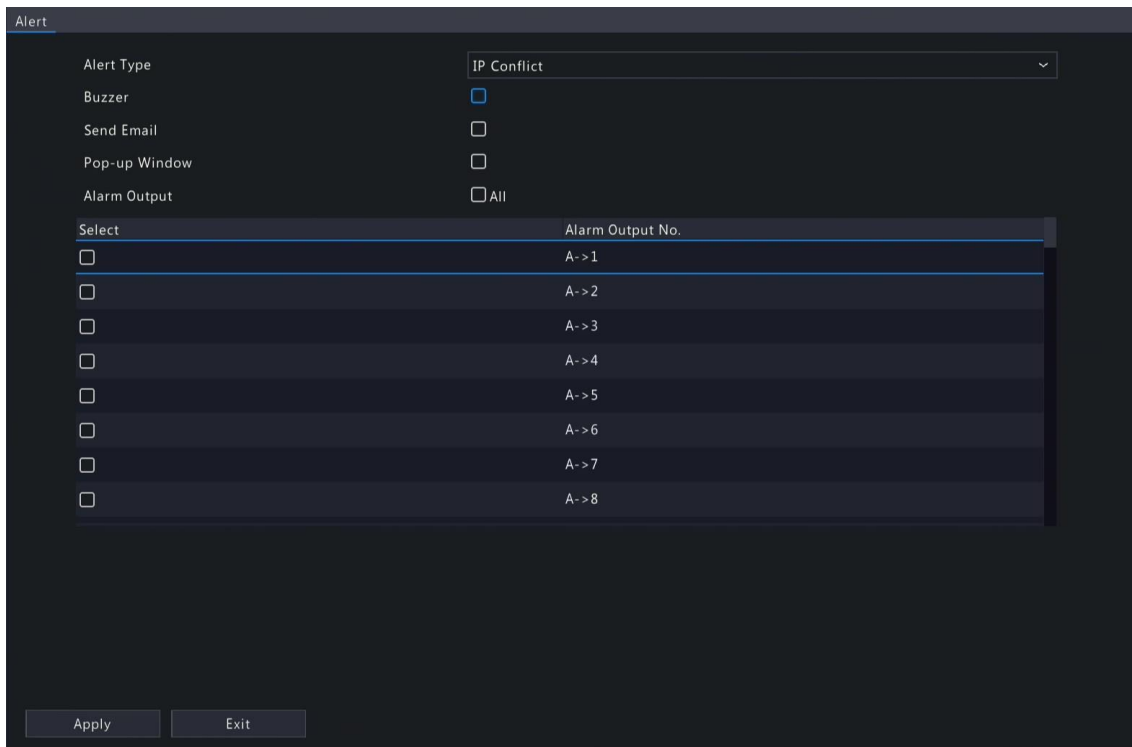 Alert
Alert Type IP Conflict
Buzzer
Send Email
Pop-up Window
Alarm Output All
Select Alarm Output No.
A->1
A->2
A->3
A->4
A->5
A->6
A->7
A->8
Apply Exit